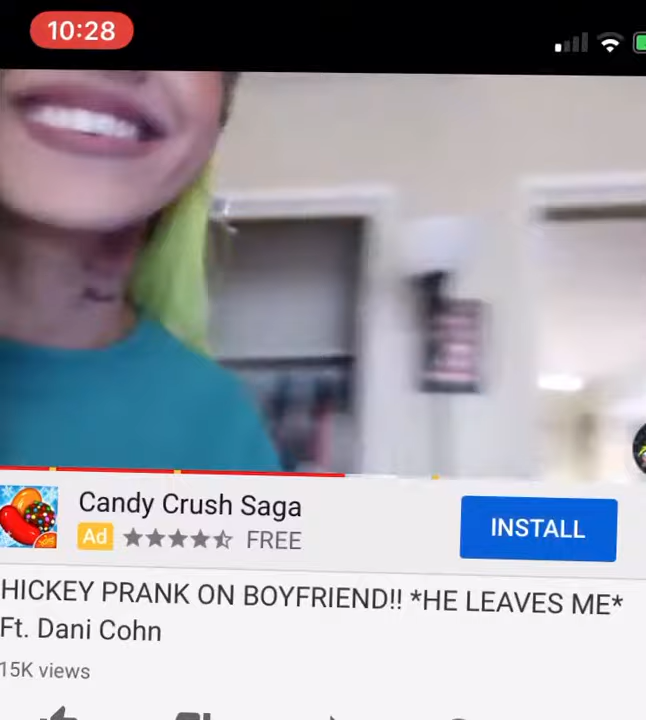 10:28
Candy Crush Saga
Ad FREE
INSTALL
HICKEY PRANK ON BOYFRIEND!! *HE LEAVES ME*
Ft. Dani Cohn
15K views